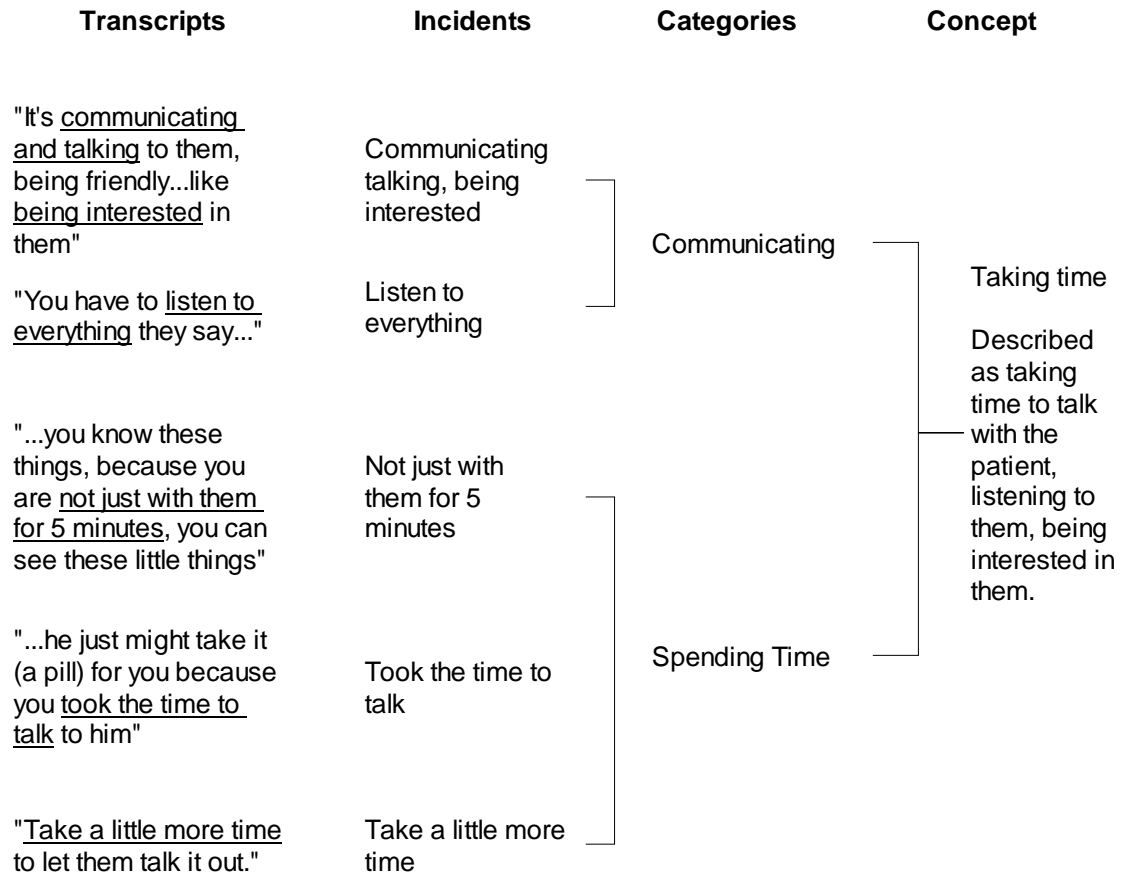 Transcripts Incidents Categories Concept
"It's communicating
and talking to them,
being friendly...like
being interested in
them"
Communicating
talking, being
interested
"You have to listen to
everything they say..."
Listen to
everything
Communicating
"...you know these
things, because you
are not just with them
for 5 minutes, you can
see these little things"
Not just with
them for 5
minutes
"...he just might take it
(a pill) for you because
you took the time to
talk to him"
Took the time to
talk
"Take a little more time
to let them talk it out."
Take a little more
time
Spending Time
Taking time
Described
as taking
time to talk
with the
patient,
listening to
them, being
interested in
them.